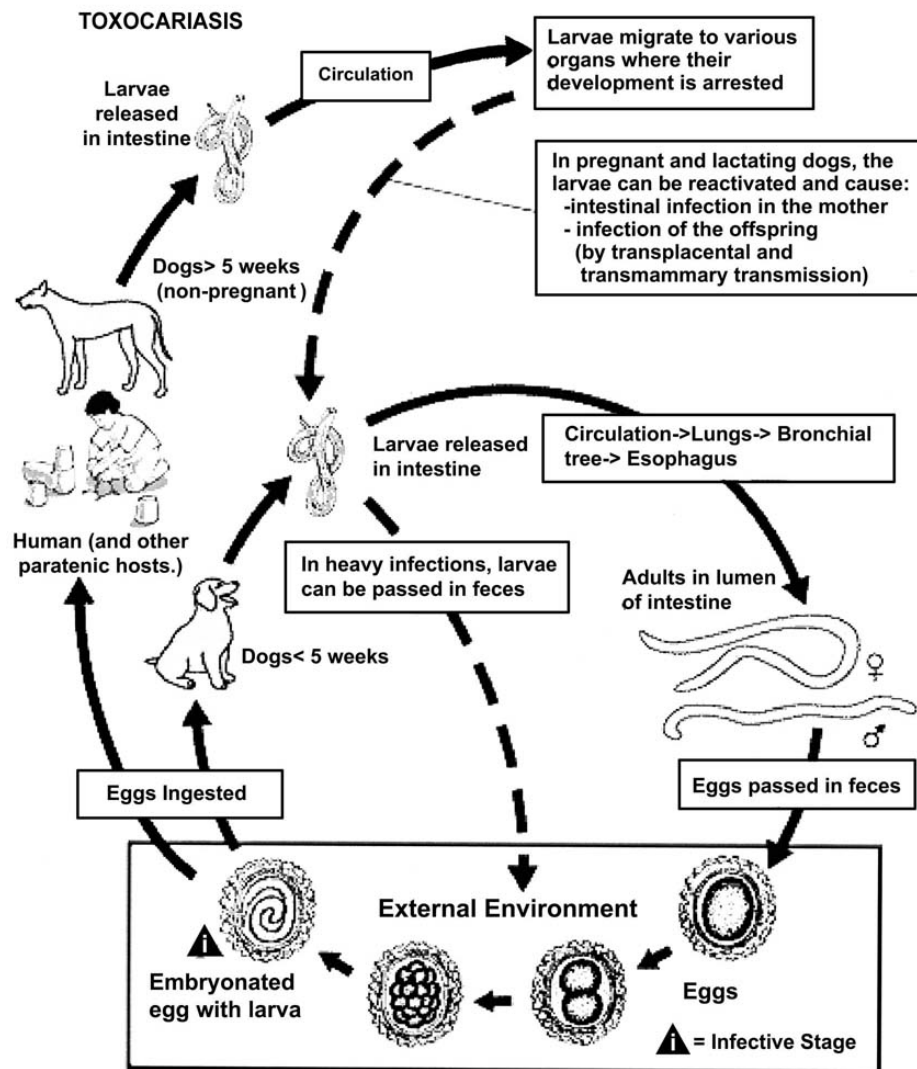 TOXOCARIASIS
Larvae
released
in intestine
Circulation
Larvae migrate to various
organs where their
development is arrested
In pregnant and lactating dogs, the
larvae can be reactivated and cause:
-intestinal infection in the mother
- infection of the offspring
(by transplacental and
transmammary transmission)
Dogs> 5 weeks
(non-pregnant )
Human (and other
paratenic hosts.)
Larvae released
in intestine
Circulation->Lungs-> Bronchial
tree-> Esophagus
In heavy infections, larvae
can be passed in feces
Dogs< 5 weeks
Adults in lumen
of intestine
♀
♂
Eggs Ingested
Eggs passed in feces
External Environment
i
Embryonated
egg with larva
Eggs
i = Infective Stage